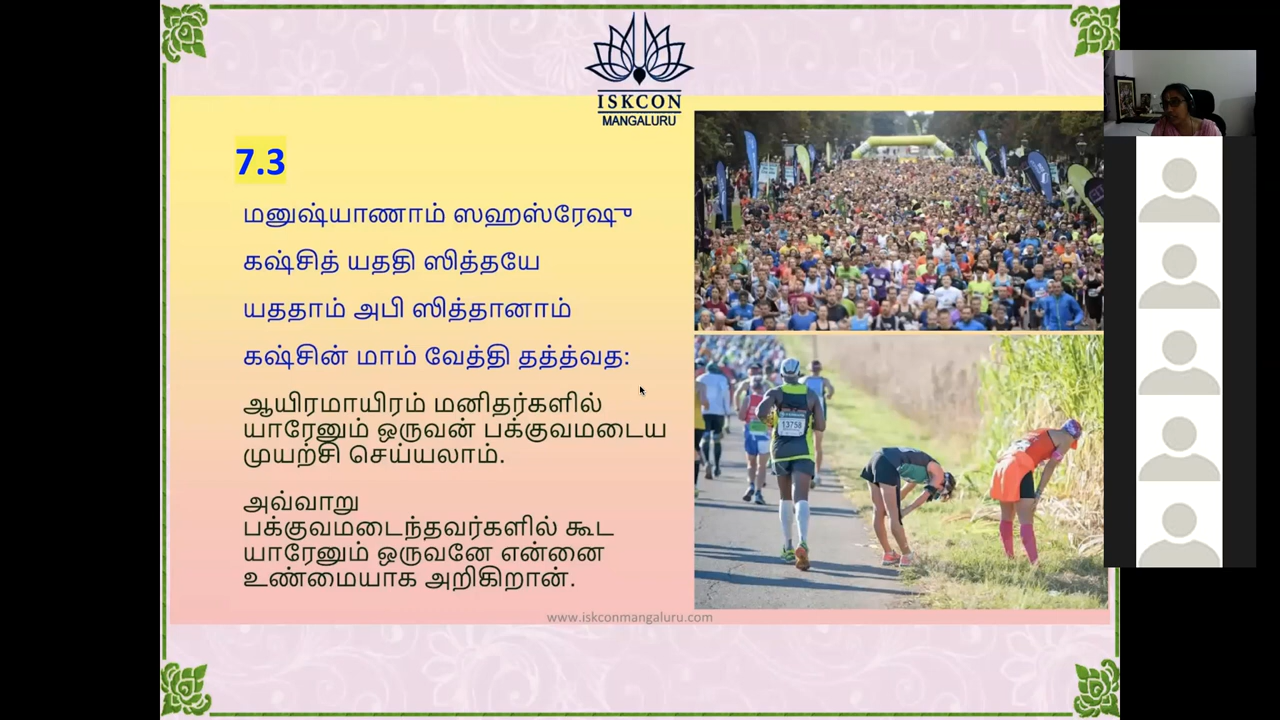 ISKCON
MANGALURU
7.3
மனுஷ்யாணாம் ஸஹஸ்ரேஷு
கஷ்சித் யததி ஸித்தயே
யததாம் அபி ஸித்தானாம்
கஷ்சின் மாம் வேத்தி தத்த்வத:
ஆயிரமாயிரம் மனிதர்களில்
யாரேனும் ஒருவன் பக்குவமடைய
முயற்சி செய்யலாம்.
அவ்வாறு
பக்குவமடைந்தவர்களில் கூட
யாரேனும் ஒருவனே என்னை
உண்மையாக அறிகிறான்.
13758
www.iskconmangaluru.com